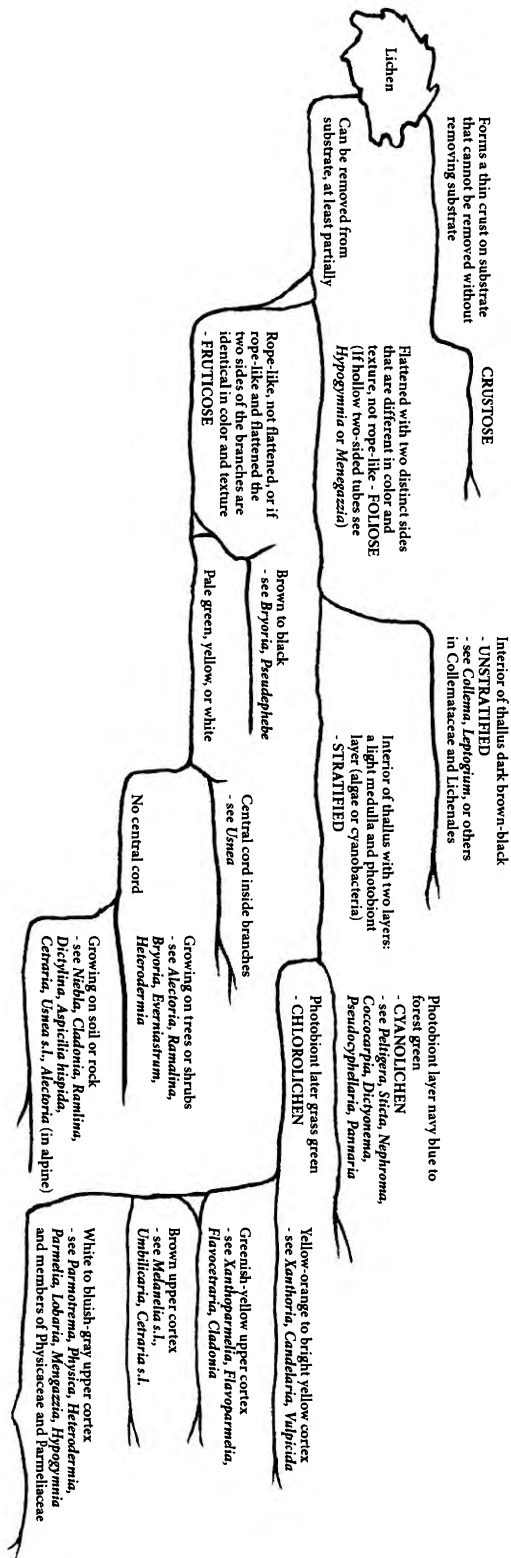 Lichen
Forms a thin crust on substrate
that cannot be removed without
removing substrate
CRUSTOSE
Can be removed from
substrate, at least partially
Flattened with two distinct sides
that are different in color and
texture, not rope-like - FOLIOSE
(If hollow two-sided tubes see
Hypogymnia or Menegazzia)
Rope-like, not flattened, or if
rope-like and flattened the
two sides of the branches are
identical in color and texture
- FRUTICOSE
Interior of thallus dark brown-black
- UNSTRATIFIED
- see Collema, Leptogium, or others
in Collemataceae and Lichenales
Interior of thallus with two layers:
a light medulla and photobiont
layer (algae or cyanobacteria)
-STRATIFIED
Brown to black
- see Bryoria, Pseudephebe
Pale green, yellow, or white
Central cord inside branches
- see Usnea
No central cord
Photobiont layer navy blue to
forest green
- CYANOLICHEN
- see Peltigera, Sticta, Nephroma,
Coccocarpia, Dictyonema,
Pseudocyphellaria, Pannaria
Photobiont later grass green
- CHLOROLICHEN
Growing on trees or shrubs
- see Alectoria, Ramalina,
Bryoria, Everniastrum,
Heterodermia
Growing on soil or rock
- see Niebla, Cladonia, Ramlina,
Dictylina, Aspicilia hispida,
Cetraria, Usnea s.l., Alectoria (in alpine)
Yellow-orange to bright yellow cortex
- see Xanthoria, Candelaria, Vulpicida
Greenish-yellow upper cortex
- see Xanthoparmelia, Flavoparmelia,
Flavocetraria, Cladonia
Brown upper cortex
- see Melanelia s.l.,
Umbilicaria, Cetraria s.l.
White to bluish-gray upper cortex
- see Parmotrema, Physica, Heterodermia,
Parmelia, Lobaria, Mengazzia, Hypogymnia
and members of Physicaceae and Parmeliaceae